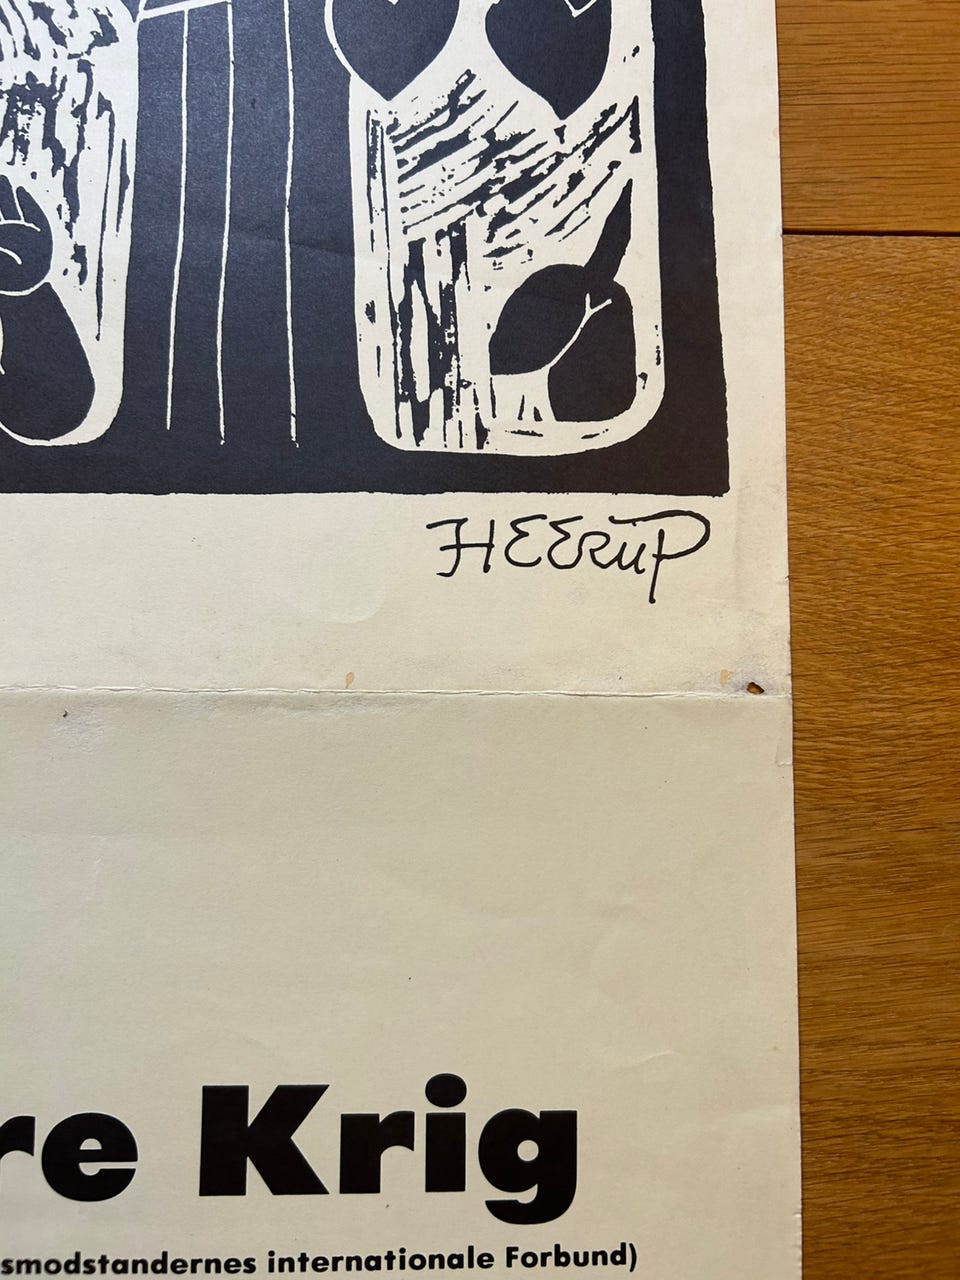 HEErUP
re Krig
smodstandernes internationale Forbund)